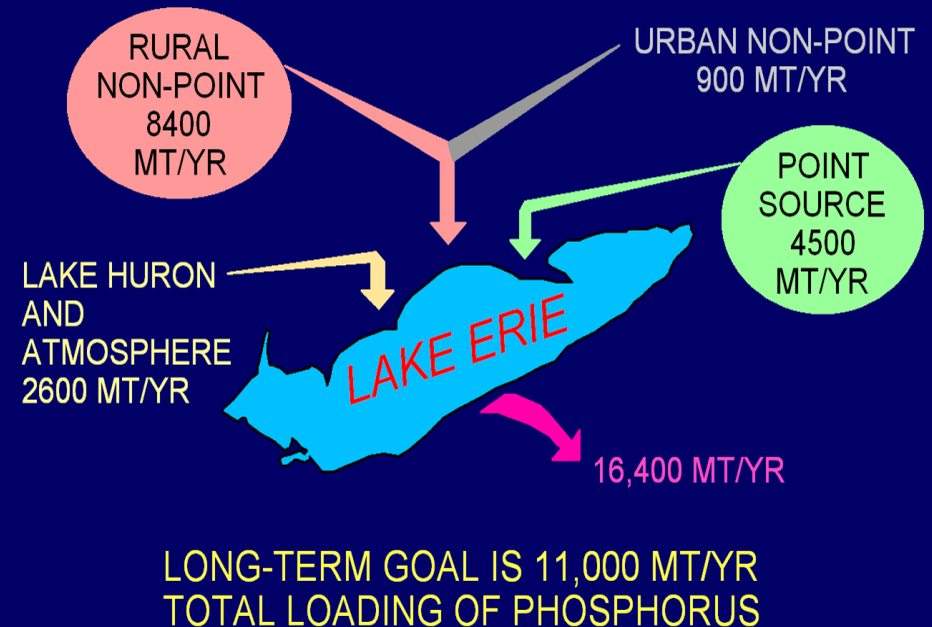 RURAL
NON-POINT
8400
MT/YR
URBAN NON-POINT
900 MT/YR
POINT
SOURCE
4500
MT/YR
LAKE HURON
AND
ATMOSPHERE
2600 MT/YR
LAKE ERIE
16,400 MT/YR
LONG-TERM GOAL IS 11,000 MT/YR
TOTAL LOADING OF PHOSPHORUS